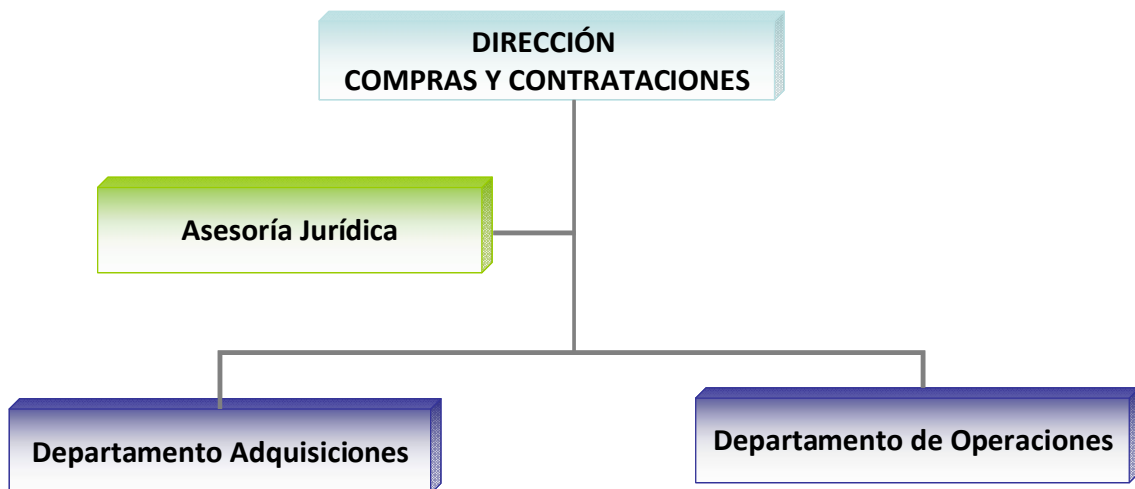 DIRECCIÓN
COMPRAS Y CONTRATACIONES
Asesoría Jurídica
Departamento Adquisiciones
Departamento de Operaciones